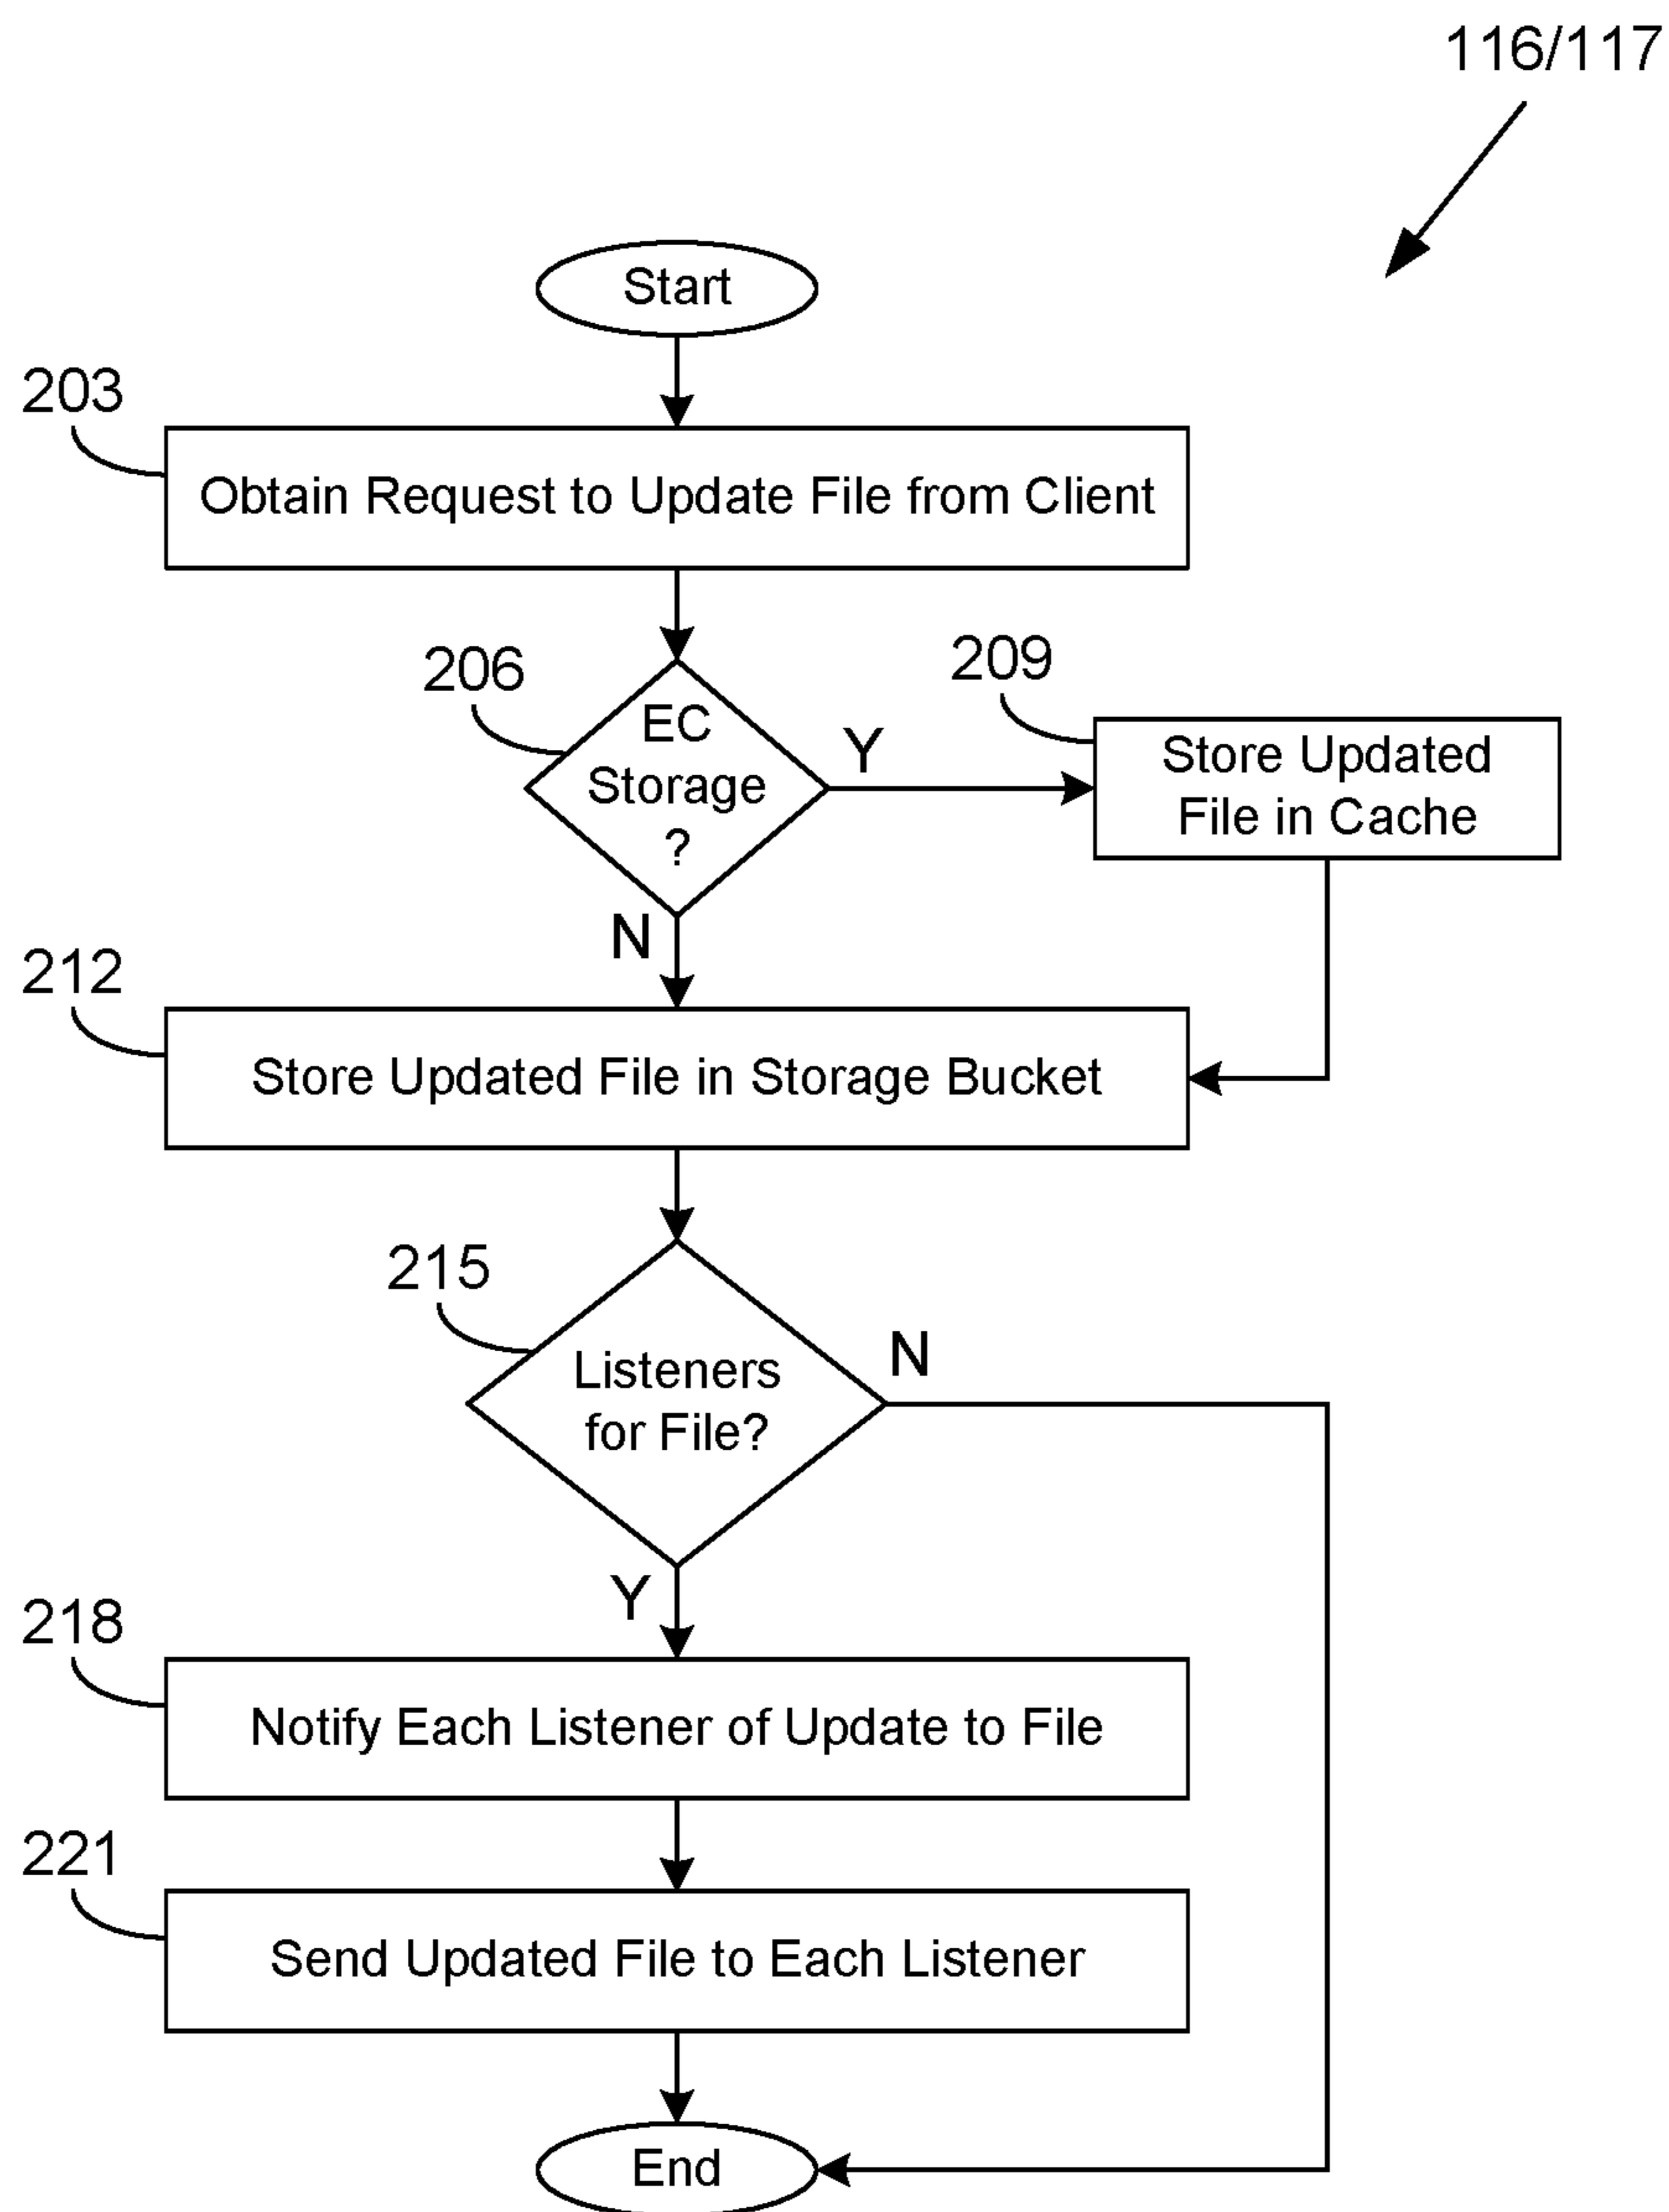 116/117
Start
203
Obtain Request to Update File from Client
206
EC
Storage
?
Y
209
Store Updated
File in Cache
N
212
Store Updated File in Storage Bucket
215
Listeners
for File?
N
Y
218
Notify Each Listener of Update to File
221
Send Updated File to Each Listener
End